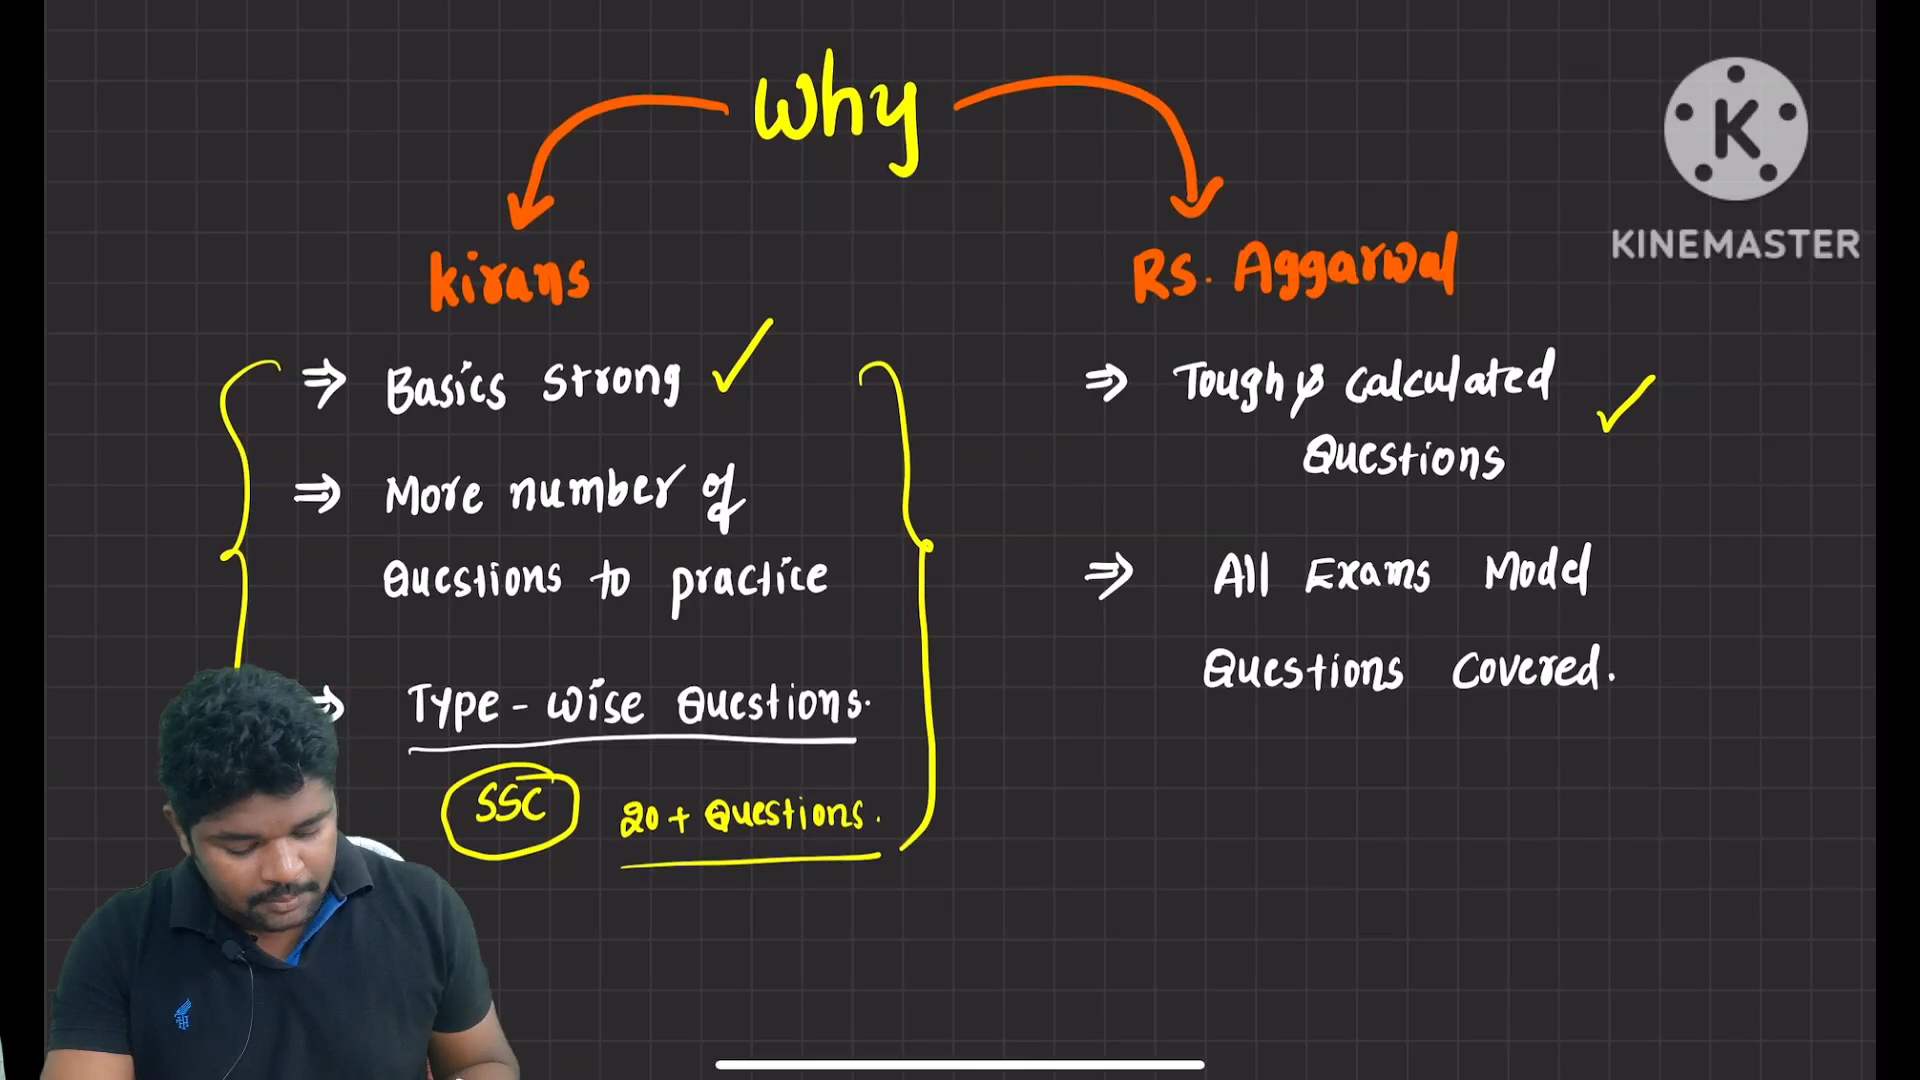 Why
K
KINEMASTER
Kirans
RS. Aggarwal
⇒ Basics strong ✓
⇒ More number of
Questions to practice
⇒ Type-wise Questions.
SSC 20+ Questions.
⇒ Tough & Calculated ✓
Questions
⇒ All Exams Model
Questions Covered.